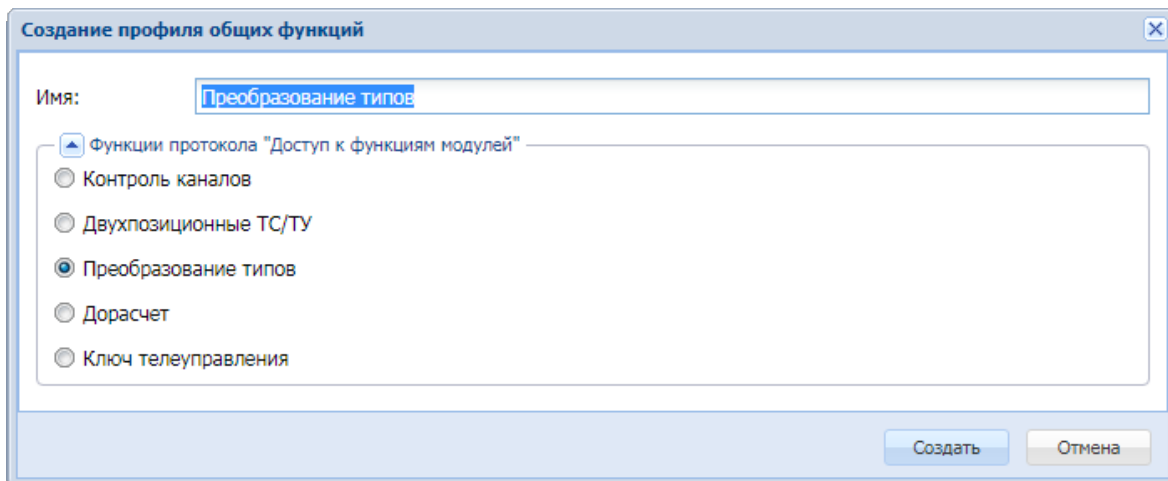 Создание профиля общих функций
Имя: Преобразование типов
Функции протокола "Доступ к функциям модулей"
Контроль каналов
Двухпозиционные ТС/ТУ
Преобразование типов
Дорасчет
Ключ телеуправления
Создать Отмена